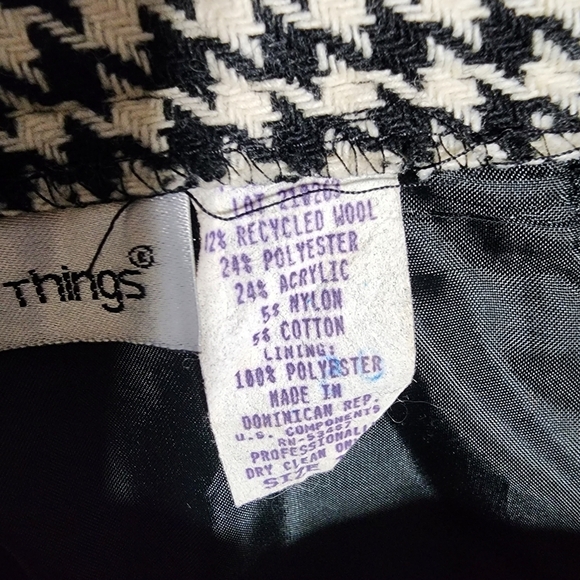 Things
LOT
RECYCLED WOOL
24% POLYESTER
24% ACRYLIC
5% NYLON
5% COTTON
LINING:
100% POLYESTER
MADE IN
DOMINICAN REP.
U.S. COMPONENTS
PROFESSIONAL
DRY CLEAN
SIZE